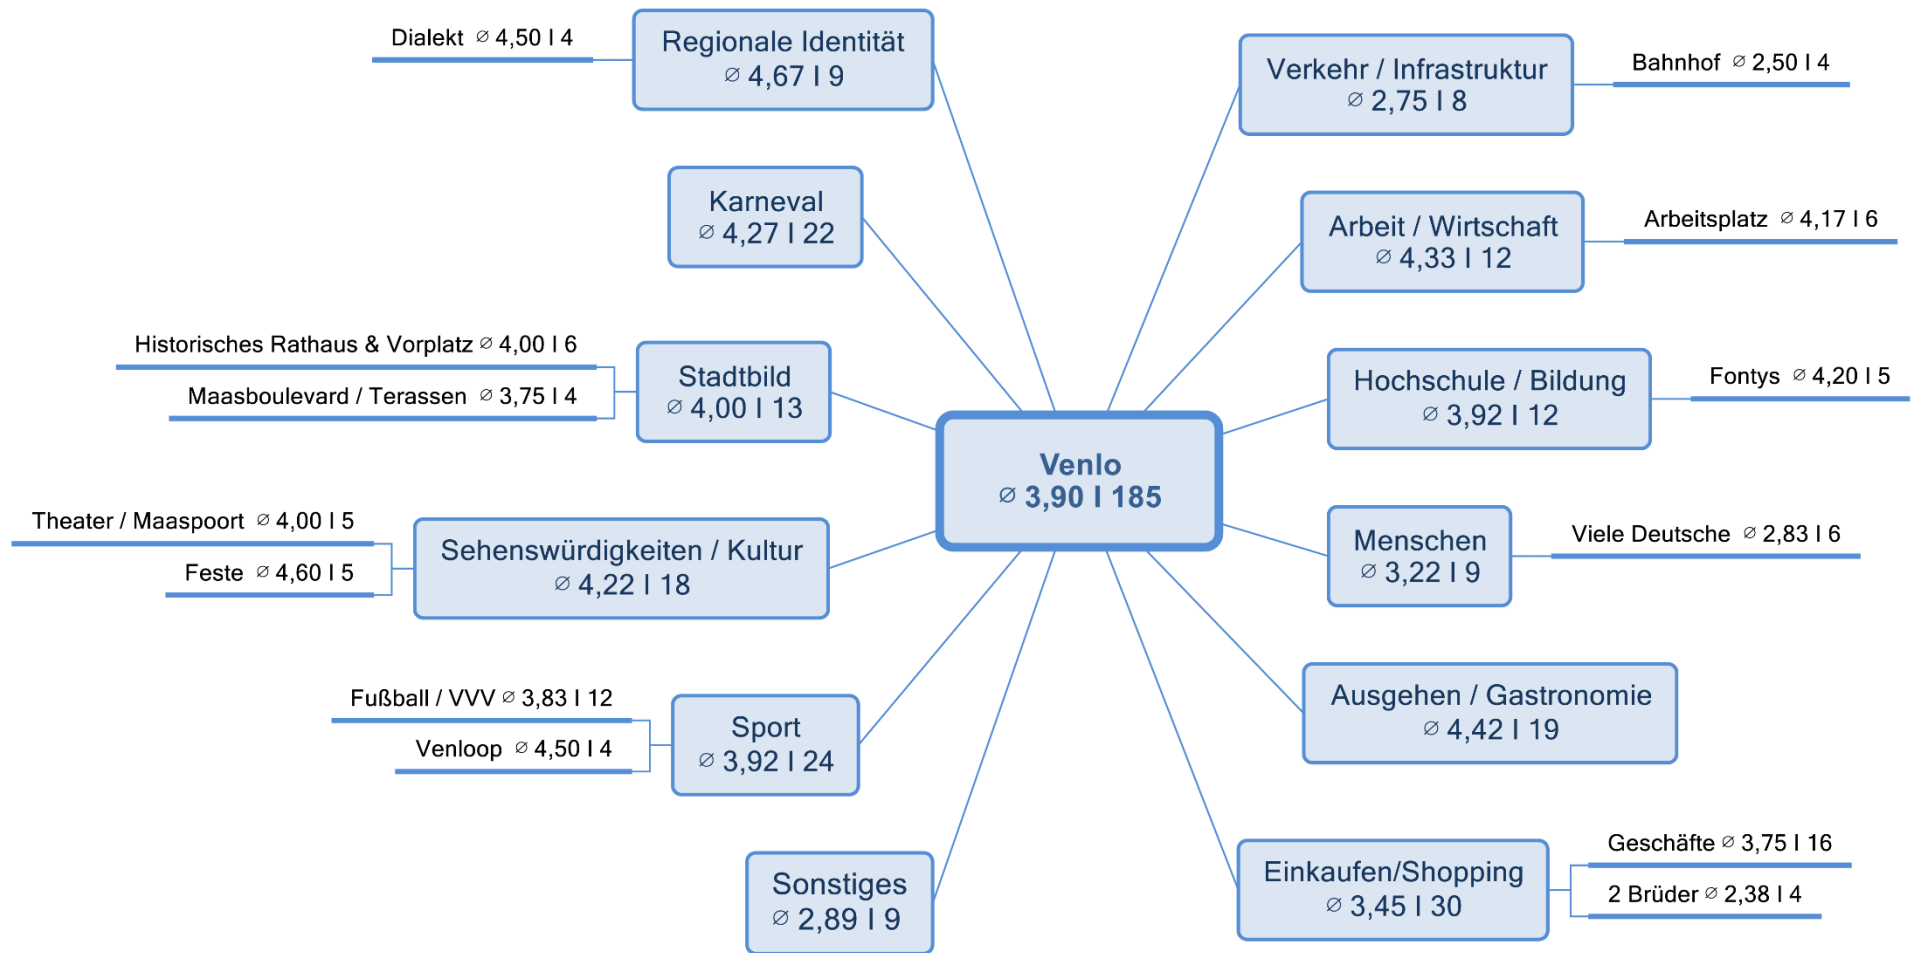 Dialekt ∅ 4,50 I 4
Regionale Identität
∅ 4,67 I 9
Karneval
∅ 4,27 I 22
Historisches Rathaus & Vorplatz ∅ 4,00 I 6
Maasboulevard / Terassen ∅ 3,75 I 4
Stadtbild
∅ 4,00 I 13
Theater / Maaspoort ∅ 4,00 I 5
Feste ∅ 4,60 I 5
Sehenswürdigkeiten / Kultur
∅ 4,22 I 18
Fußball / VVV ∅ 3,83 I 12
Venloop ∅ 4,50 I 4
Sport
∅ 3,92 I 24
Sonstiges
∅ 2,89 I 9
Venlo
∅ 3,90 I 185
Verkehr / Infrastruktur
∅ 2,75 I 8
Bahnhof ∅ 2,50 I 4
Arbeit / Wirtschaft
∅ 4,33 I 12
Arbeitsplatz ∅ 4,17 I 6
Hochschule / Bildung
∅ 3,92 I 12
Fontys ∅ 4,20 I 5
Menschen
∅ 3,22 I 9
Viele Deutsche ∅ 2,83 I 6
Ausgehen / Gastronomie
∅ 4,42 I 19
Einkaufen/Shopping
∅ 3,45 I 30
Geschäfte ∅ 3,75 I 16
2 Brüder ∅ 2,38 I 4